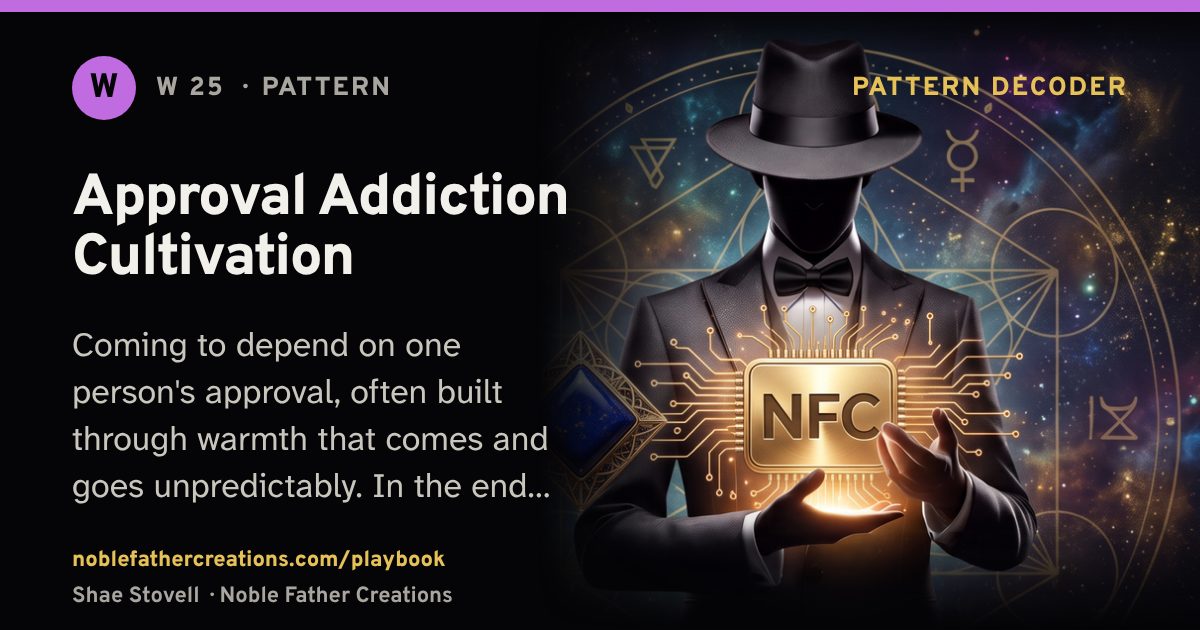 W
W 25 · PATTERN
PATTERN DECODER
Approval Addiction
Cultivation
Coming to depend on one
person's approval, often built
through warmth that comes and
goes unpredictably. In the end...
NFC
noblefathercreations.com/playbook
Shae Stovell · Noble Father Creations